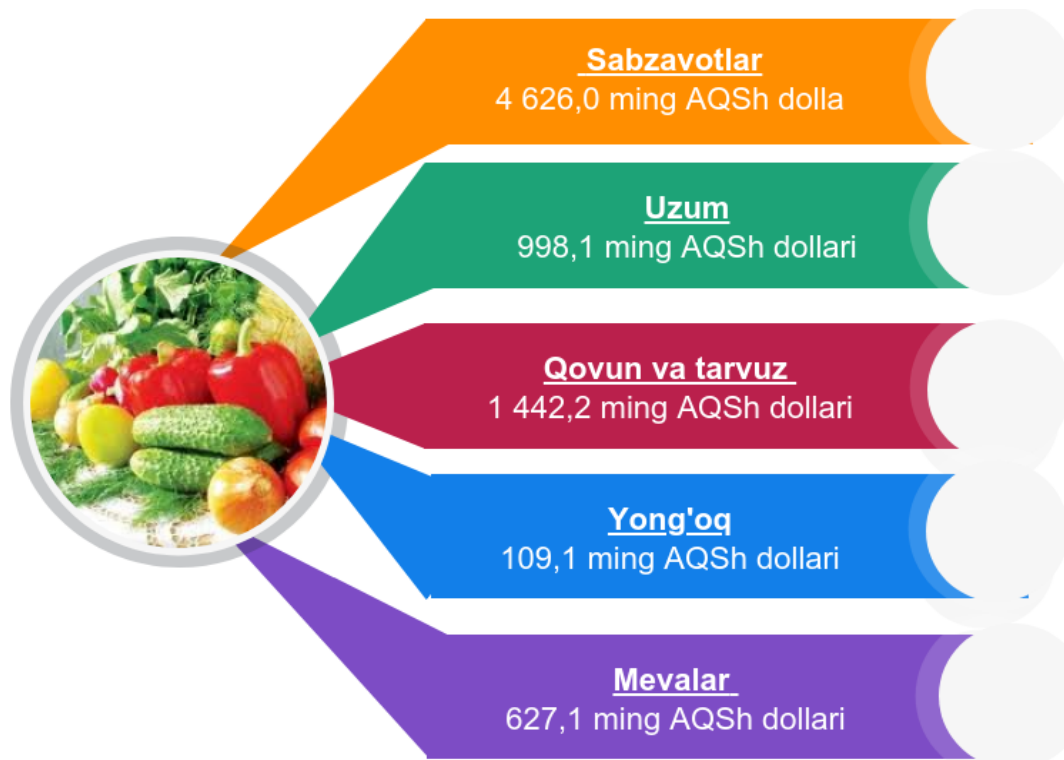 Sabzavotlar
4 626,0 ming AQSh dolla
Uzum
998,1 ming AQSh dollari
Qovun va tarvuz
1 442,2 ming AQSh dollari
Yong'oq
109,1 ming AQSh dollari
Mevalar
627,1 ming AQSh dollari